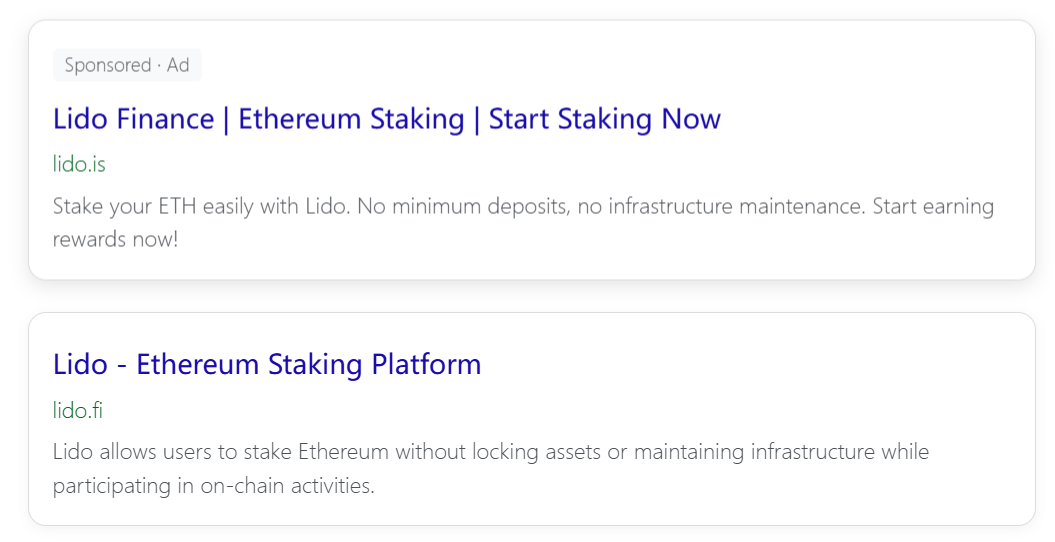 Sponsored · Ad
Lido Finance | Ethereum Staking | Start Staking Now
lido.is
Stake your ETH easily with Lido. No minimum deposits, no infrastructure maintenance. Start earning
rewards now!
Lido - Ethereum Staking Platform
lido.fi
Lido allows users to stake Ethereum without locking assets or maintaining infrastructure while
participating in on-chain activities.